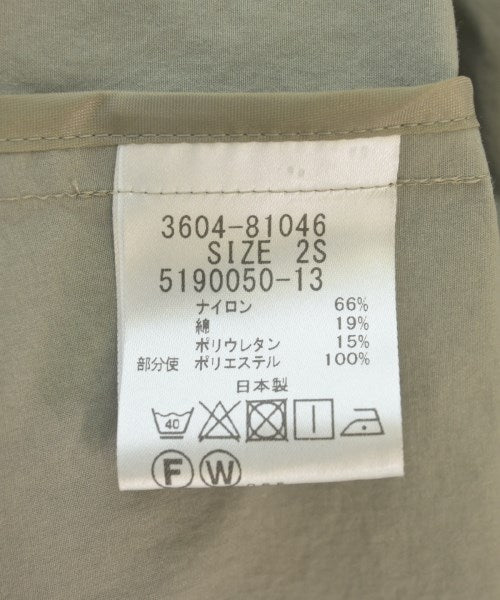 3604-81046
SIZE 2S
5190050-13
ナイロン 66%
綿 19%
ポリウレタン 15%
部分使 ポリエステル 100%
日本製
40
F W